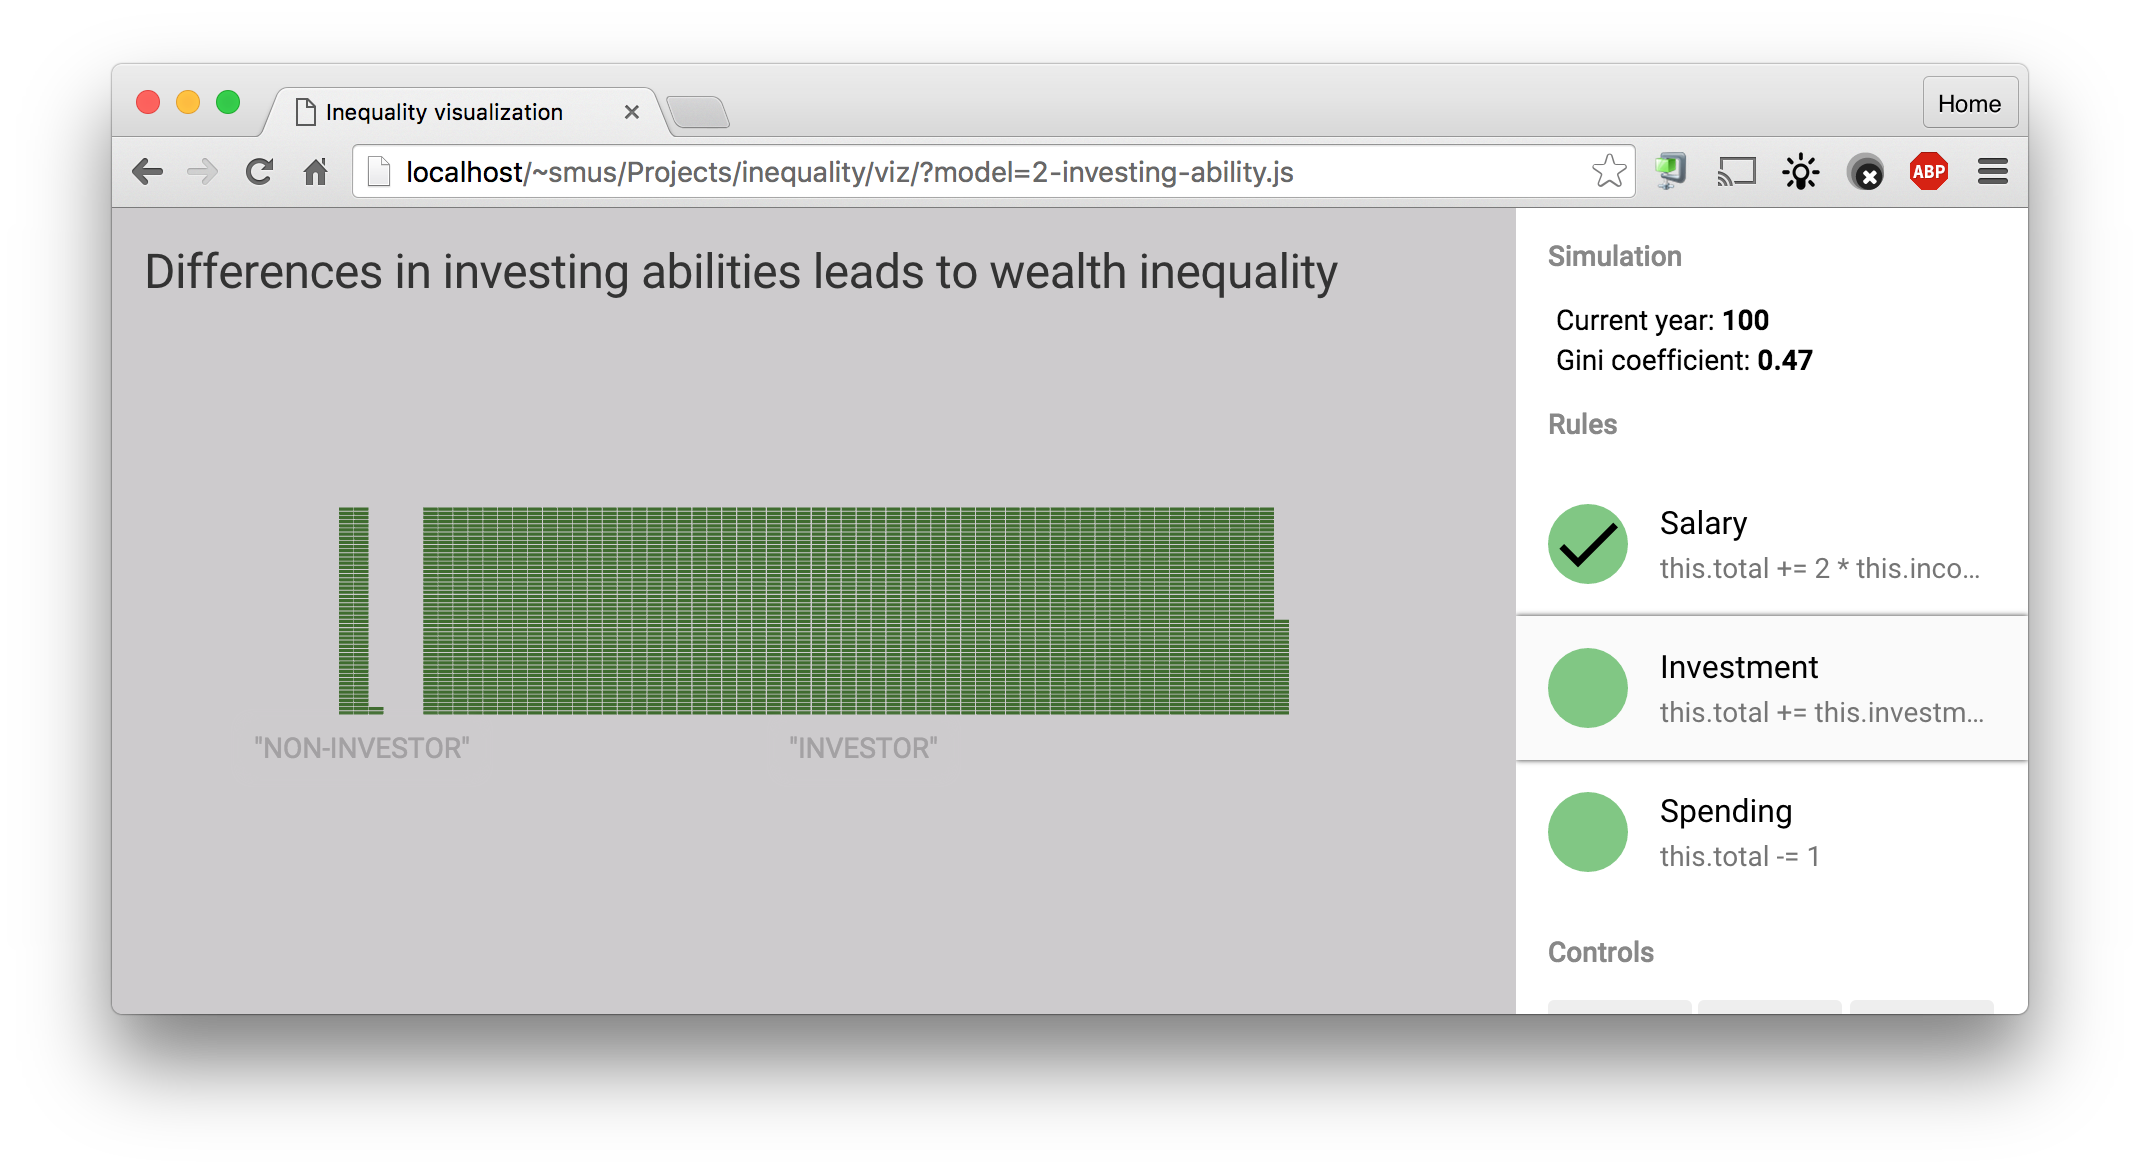 Inequality visualization
Home
localhost/~smus/Projects/inequality/viz/?model=2-investing-ability.js
ABP
Differences in investing abilities leads to wealth inequality
"NON-INVESTOR"
"INVESTOR"
Simulation
Current year: 100
Gini coefficient: 0.47
Rules
Salary
this.total += 2 * this.inco...
Investment
this.total += this.investm...
Spending
this.total -= 1
Controls